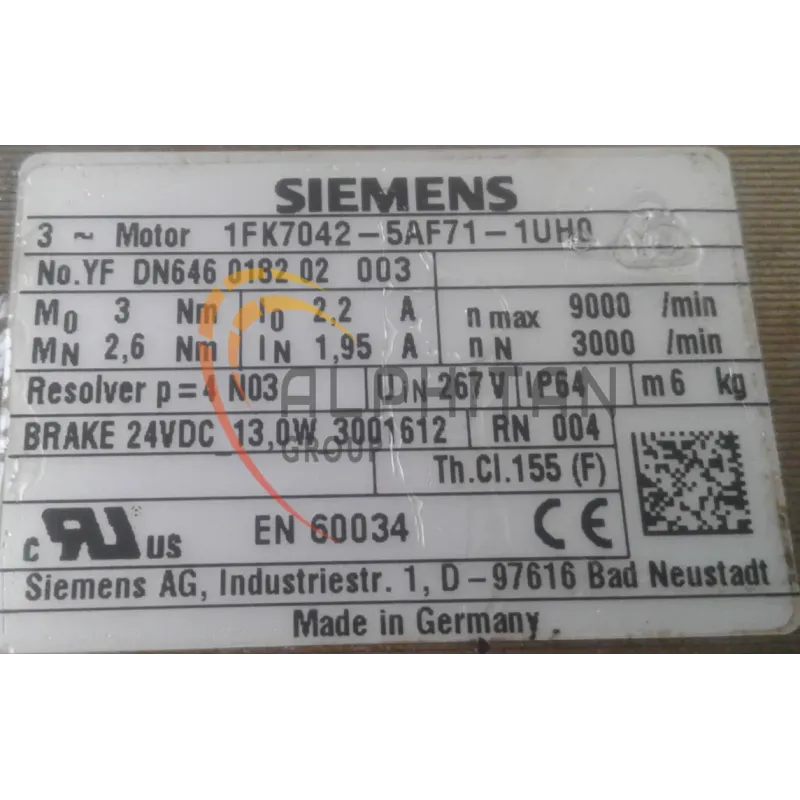 SIEMENS
3 ~ Motor 1FK7042-5AF71-1UH0
No.YF DN646 0182 02 003
M0 3 Nm I0 2,2 A n max 9000 /min
MN 2,6 Nm IN 1,95 A n N 3000 /min
Resolver p=4 N03 UN 267 V IP64 m 6 kg
BRAKE 24VDC 13,0W 3001612 RN 004
Th.Cl.155 (F)
c RU US EN 60034 CE
Siemens AG, Industriestr. 1, D-97616 Bad Neustadt
Made in Germany
ALPHITAN
GROUP